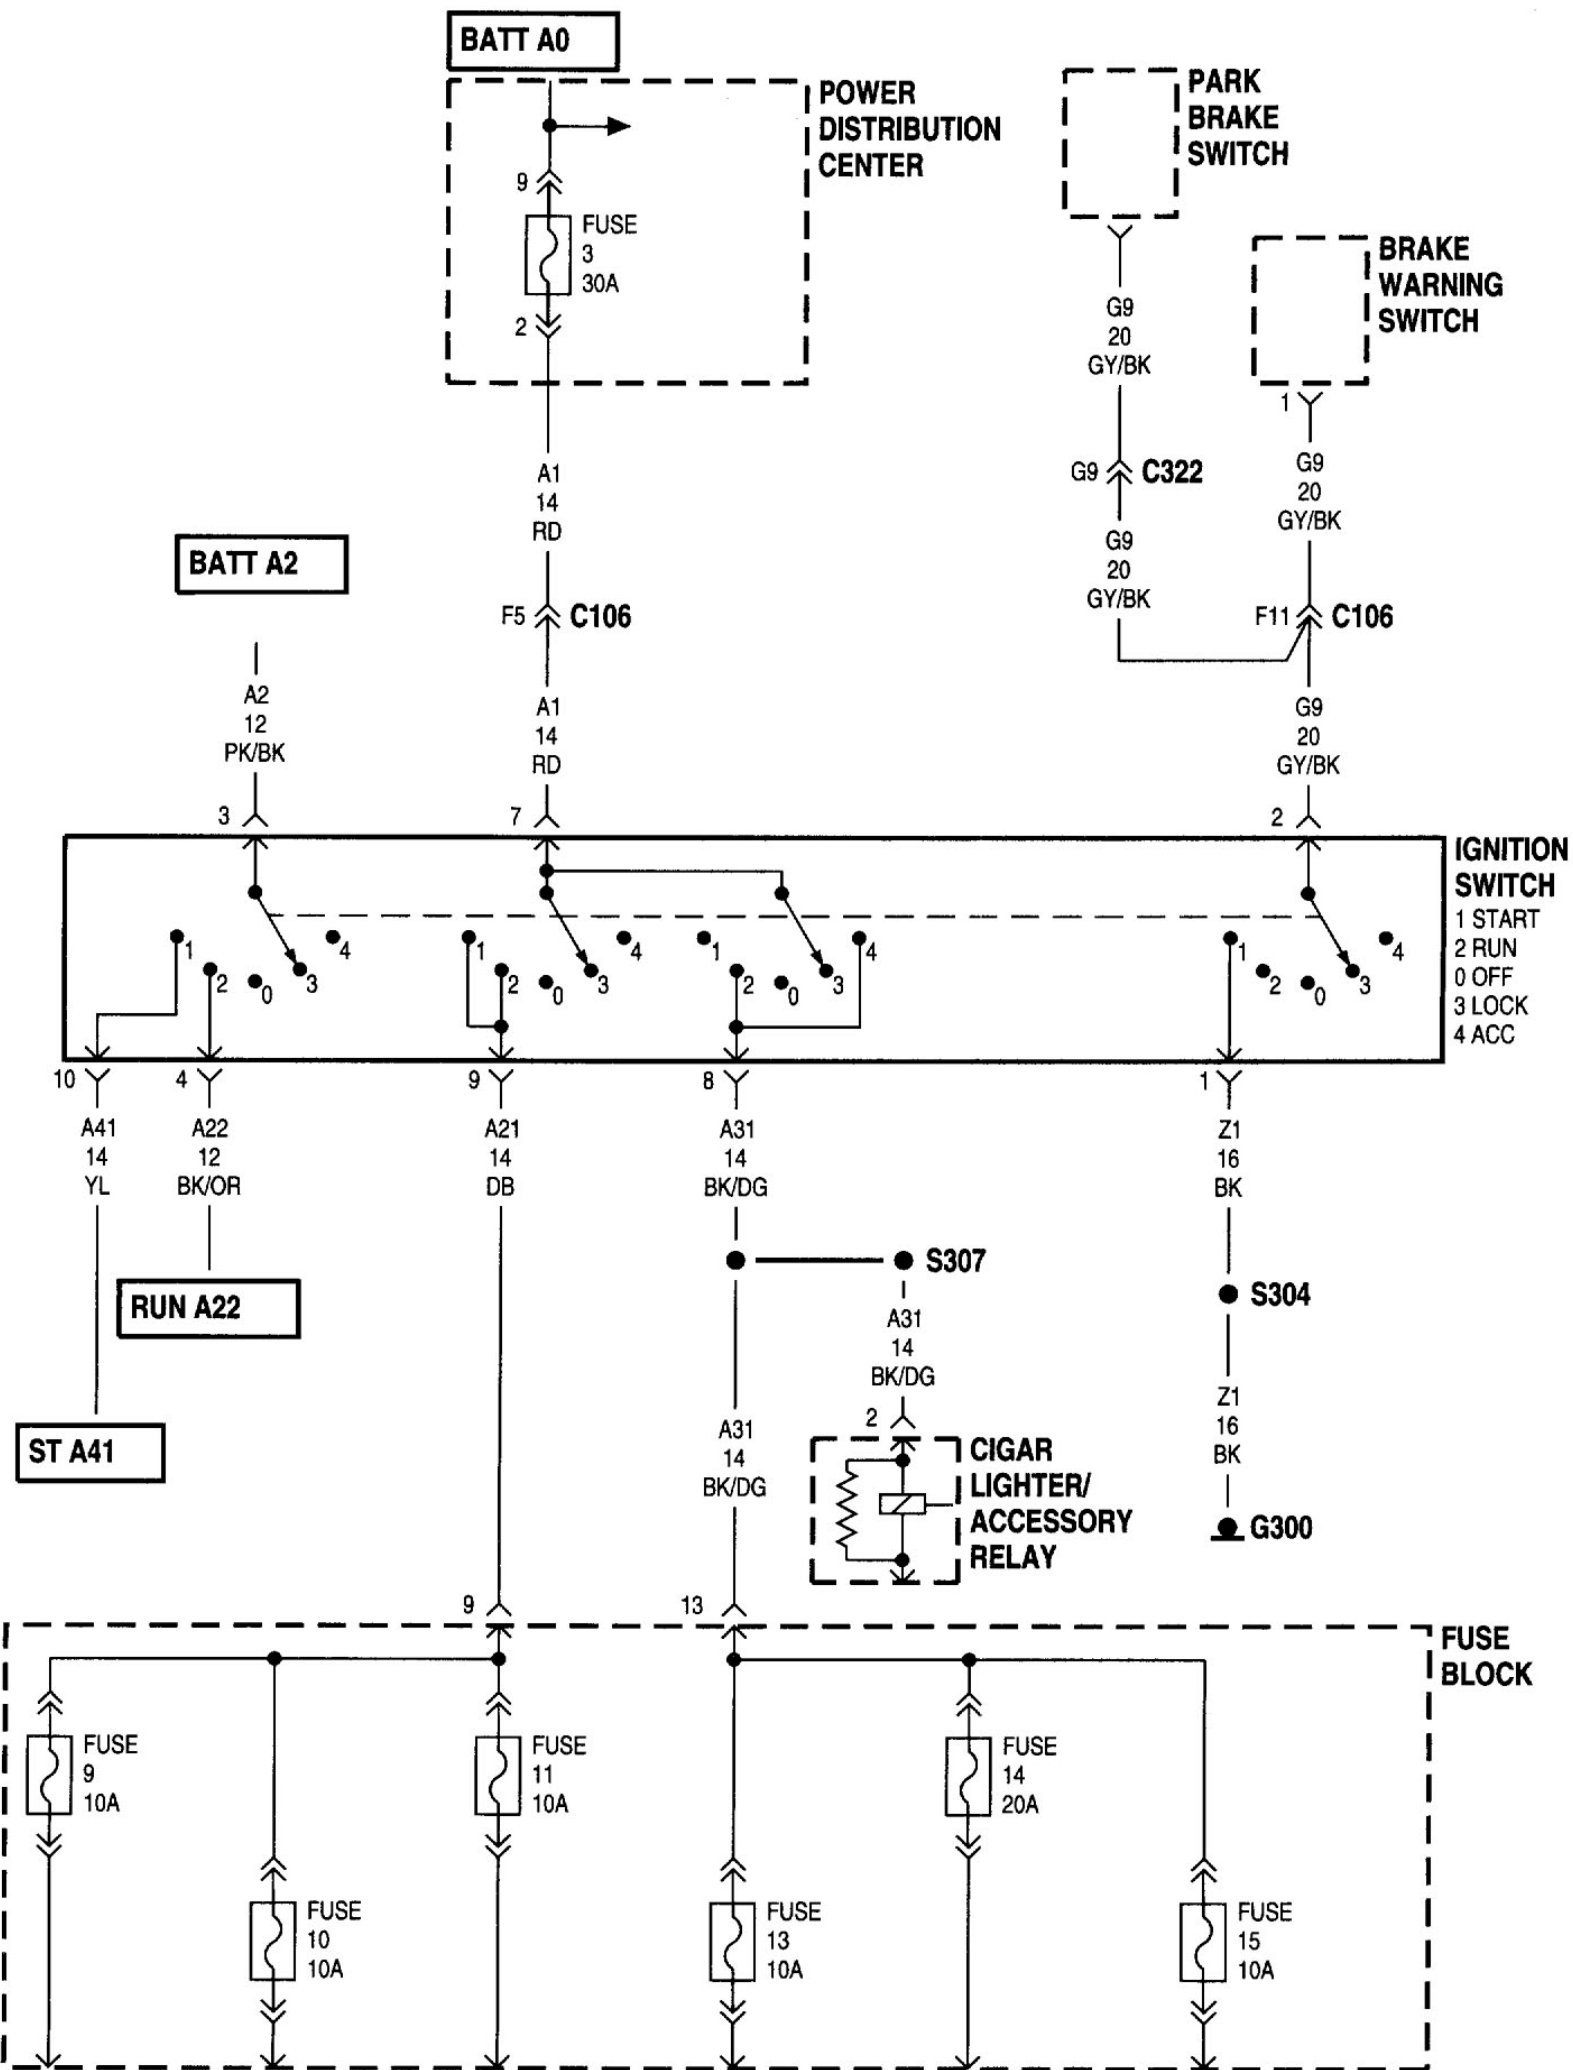 BATT A0
POWER
DISTRIBUTION
CENTER
9
FUSE
3
30A
2
PARK
BRAKE
SWITCH
BRAKE
WARNING
SWITCH
G9
20
GY/BK
1
G9
20
GY/BK
A1
14
RD
G9
C322
G9
20
GY/BK
BATT A2
F5
C106
F11
C106
A2
12
PK/BK
A1
14
RD
G9
20
GY/BK
3
7
2
IGNITION
SWITCH
1 START
2 RUN
0 OFF
3 LOCK
4 ACC
1
2
0
3
4
1
2
0
3
4
1
2
0
3
4
1
2
0
3
4
10
4
9
8
1
A41
14
YL
A22
12
BK/OR
A21
14
DB
A31
14
BK/DG
Z1
16
BK
S307
S304
RUN A22
A31
14
BK/DG
ST A41
A31
14
BK/DG
2
CIGAR
LIGHTER/
ACCESSORY
RELAY
Z1
16
BK
G300
9
13
FUSE
BLOCK
FUSE
9
10A
FUSE
11
10A
FUSE
14
20A
FUSE
10
10A
FUSE
13
10A
FUSE
15
10A